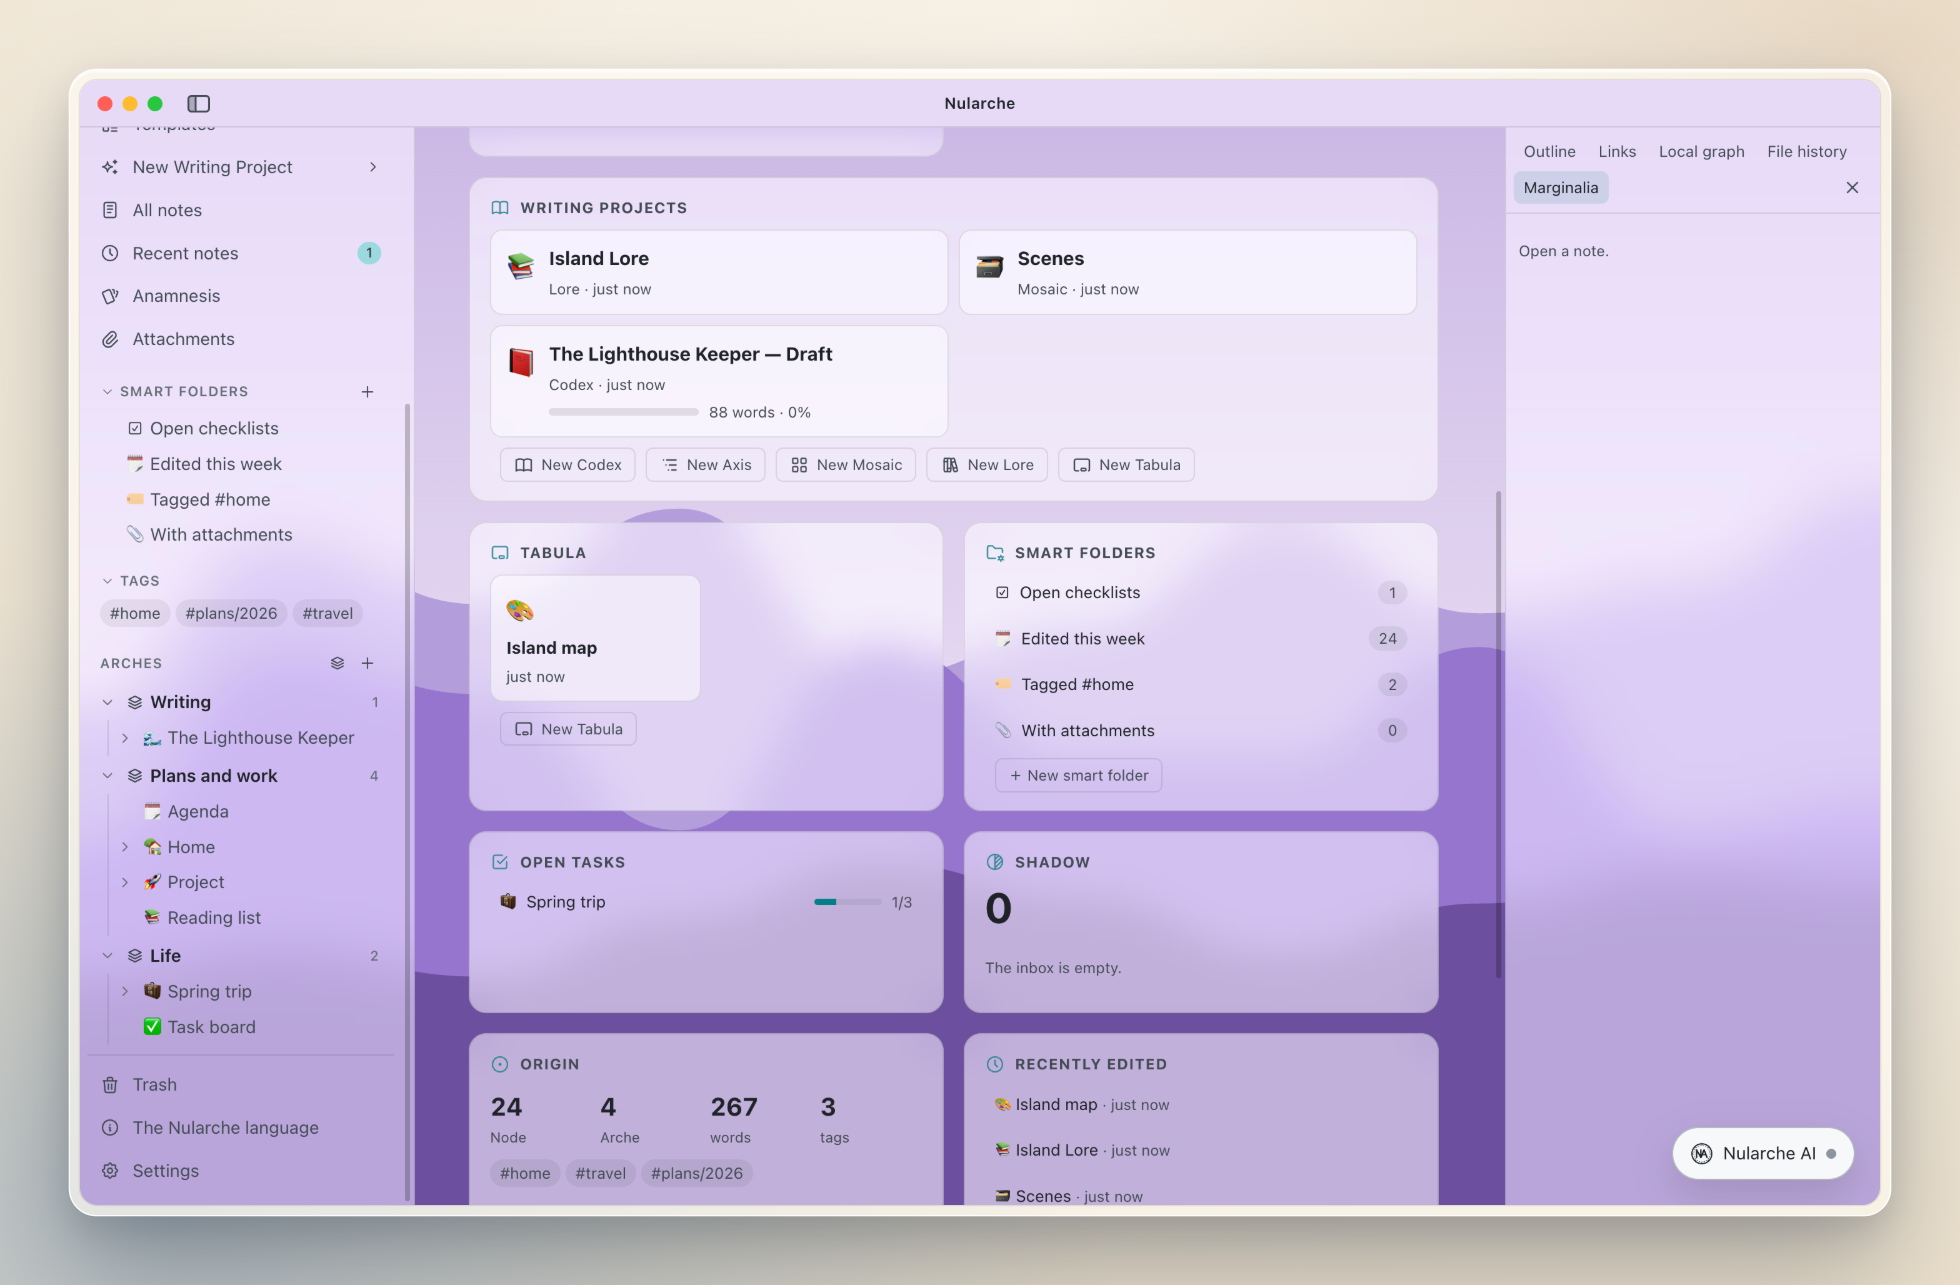 Nularche
Templates
New Writing Project
All notes
Recent notes 1
Anamnesis
Attachments
SMART FOLDERS
Open checklists
Edited this week
Tagged #home
With attachments
TAGS
#home #plans/2026 #travel
ARCHES
Writing 1
The Lighthouse Keeper
Plans and work 4
Agenda
Home
Project
Reading list
Life 2
Spring trip
Task board
Trash
The Nularche language
Settings
WRITING PROJECTS
Island Lore
Lore · just now
Scenes
Mosaic · just now
The Lighthouse Keeper — Draft
Codex · just now
88 words · 0%
New Codex New Axis New Mosaic New Lore New Tabula
TABULA
Island map
just now
New Tabula
SMART FOLDERS
Open checklists 1
Edited this week 24
Tagged #home 2
With attachments 0
+ New smart folder
OPEN TASKS
Spring trip 1/3
SHADOW
0
The inbox is empty.
ORIGIN
24 4 267 3
Node Arche words tags
#home #travel #plans/2026
RECENTLY EDITED
Island map · just now
Island Lore · just now
Scenes · just now
Outline Links Local graph File history
Marginalia
Open a note.
NA Nularche AI